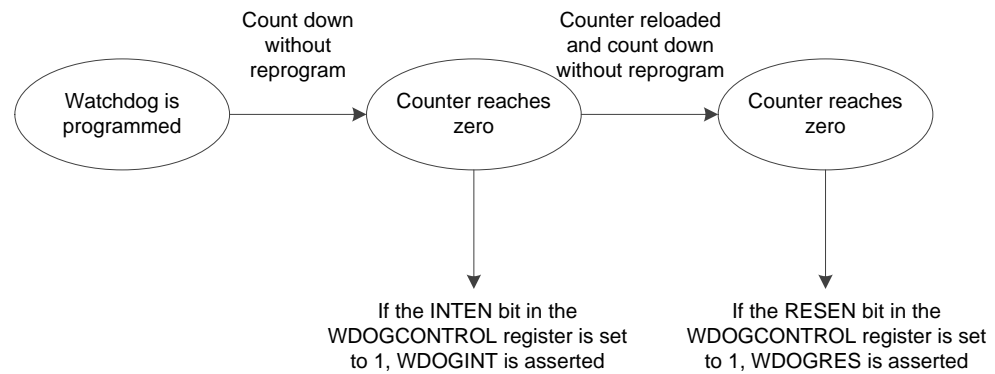 Count down
without
reprogram
Counter reloaded
and count down
without reprogram
Watchdog is
programmed
Counter reaches
zero
Counter reaches
zero
If the INTEN bit in the
WDOGCONTROL register is set
to 1, WDOGINT is asserted
If the RESEN bit in the
WDOGCONTROL register is set
to 1, WDOGRES is asserted